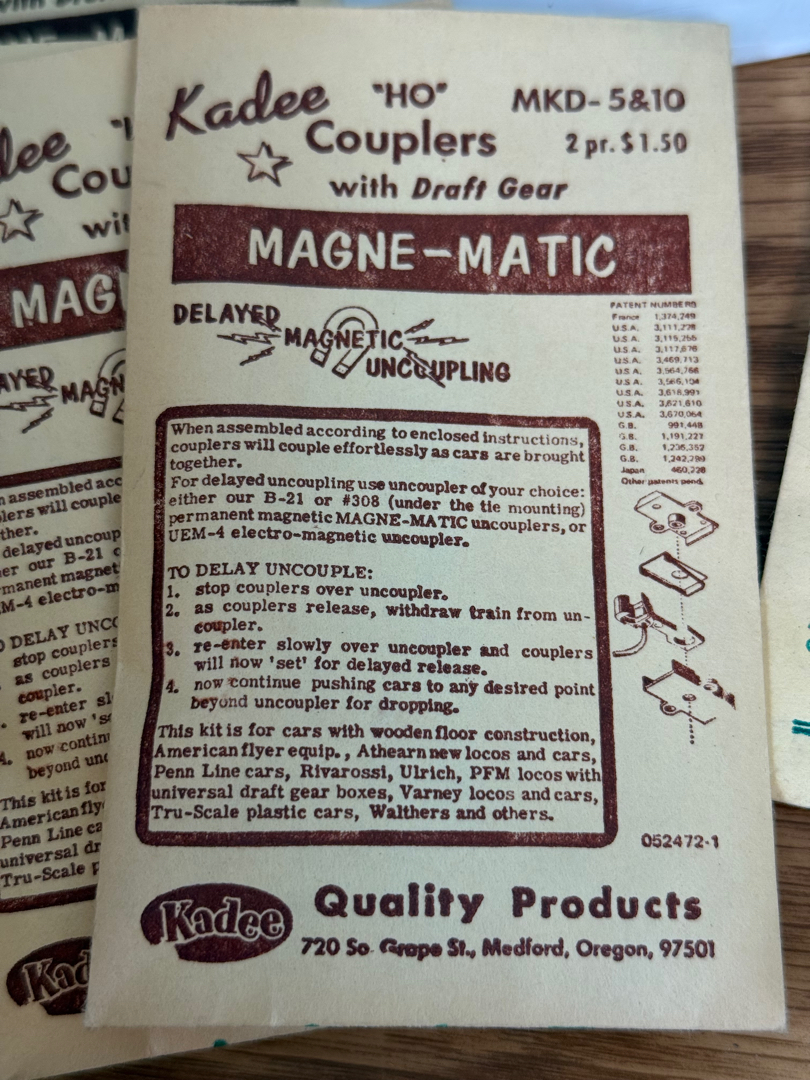 Kadee "HO" MKD-5&10
Couplers 2 pr. $1.50
with Draft Gear
MAGNE-MATIC
DELAYED
MAGNETIC
UNCOUPLING
PATENT NUMBERS
France 1,374,749
U.S.A. 3,111,228
U.S.A. 3,115,255
U.S.A. 3,117,676
U.S.A. 3,469,713
U.S.A. 3,564,766
U.S.A. 3,566,104
U.S.A. 3,618,991
U.S.A. 3,621,610
U.S.A. 3,670,064
G.B. 991,448
G.B. 1,191,227
G.B. 1,236,352
G.B. 1,242,299
Japan 460,228
Other patents pend.
When assembled according to enclosed instructions,
couplers will couple effortlessly as cars are brought
together.
For delayed uncoupling use uncoupler of your choice:
either our B-21 or #308 (under the tie mounting)
permanent magnetic MAGNE-MATIC uncouplers, or
UEM-4 electro-magnetic uncoupler.
TO DELAY UNCOUPLE:
1. stop couplers over uncoupler.
2. as couplers release, withdraw train from un-
coupler.
3. re-enter slowly over uncoupler and couplers
will now 'set' for delayed release.
4. now continue pushing cars to any desired point
beyond uncoupler for dropping.
This kit is for cars with wooden floor construction,
American flyer equip., Athearn new locos and cars,
Penn Line cars, Rivarossi, Ulrich, PFM locos with
universal draft gear boxes, Varney locos and cars,
Tru-Scale plastic cars, Walthers and others.
052472-1
Kadee Quality Products
720 So. Grape St., Medford, Oregon, 97501